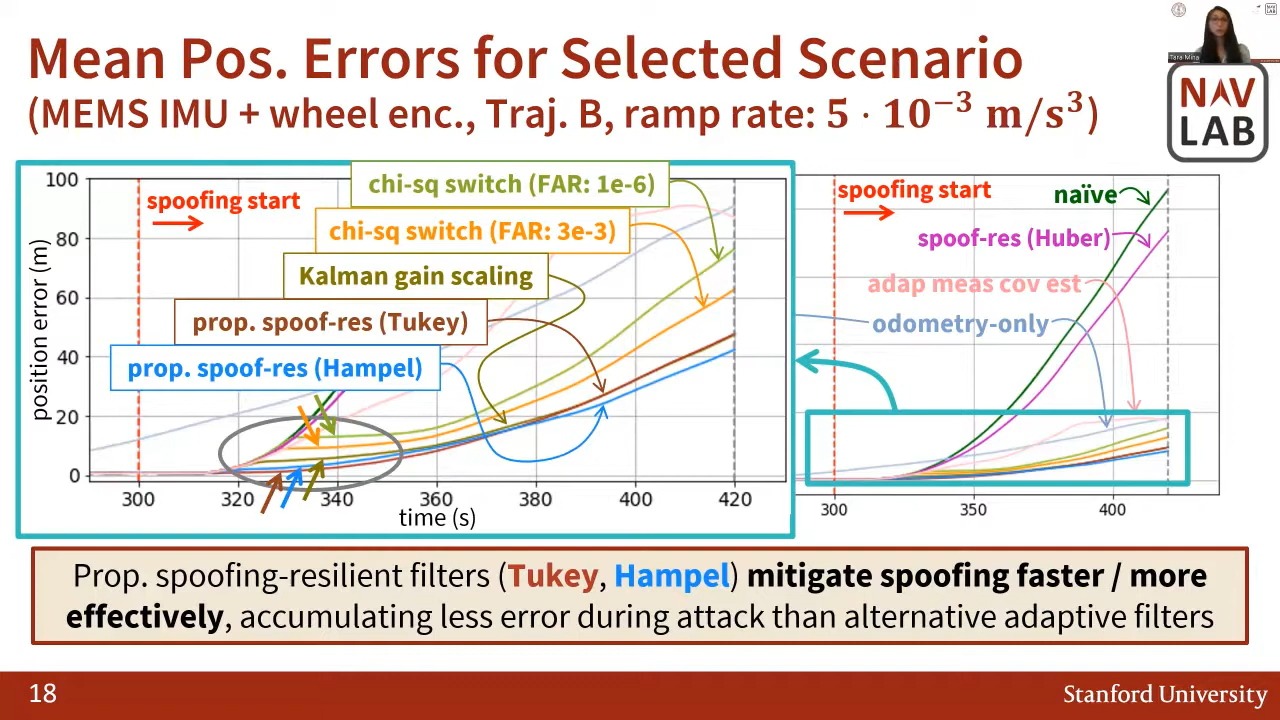 Mean Pos. Errors for Selected Scenario
(MEMS IMU + wheel enc., Traj. B, ramp rate: 5 · 10⁻³ m/s³)
Tara Mina
NAV
LAB
NAV
LAB
position error (m)
100
80
60
40
20
0
300
320
340
360
380
400
420
time (s)
spoofing start
chi-sq switch (FAR: 1e-6)
chi-sq switch (FAR: 3e-3)
Kalman gain scaling
prop. spoof-res (Tukey)
prop. spoof-res (Hampel)
spoofing start
naïve
spoof-res (Huber)
adap meas cov est
odometry-only
300
350
400
Prop. spoofing-resilient filters (Tukey, Hampel) mitigate spoofing faster / more
effectively, accumulating less error during attack than alternative adaptive filters
18
Stanford University